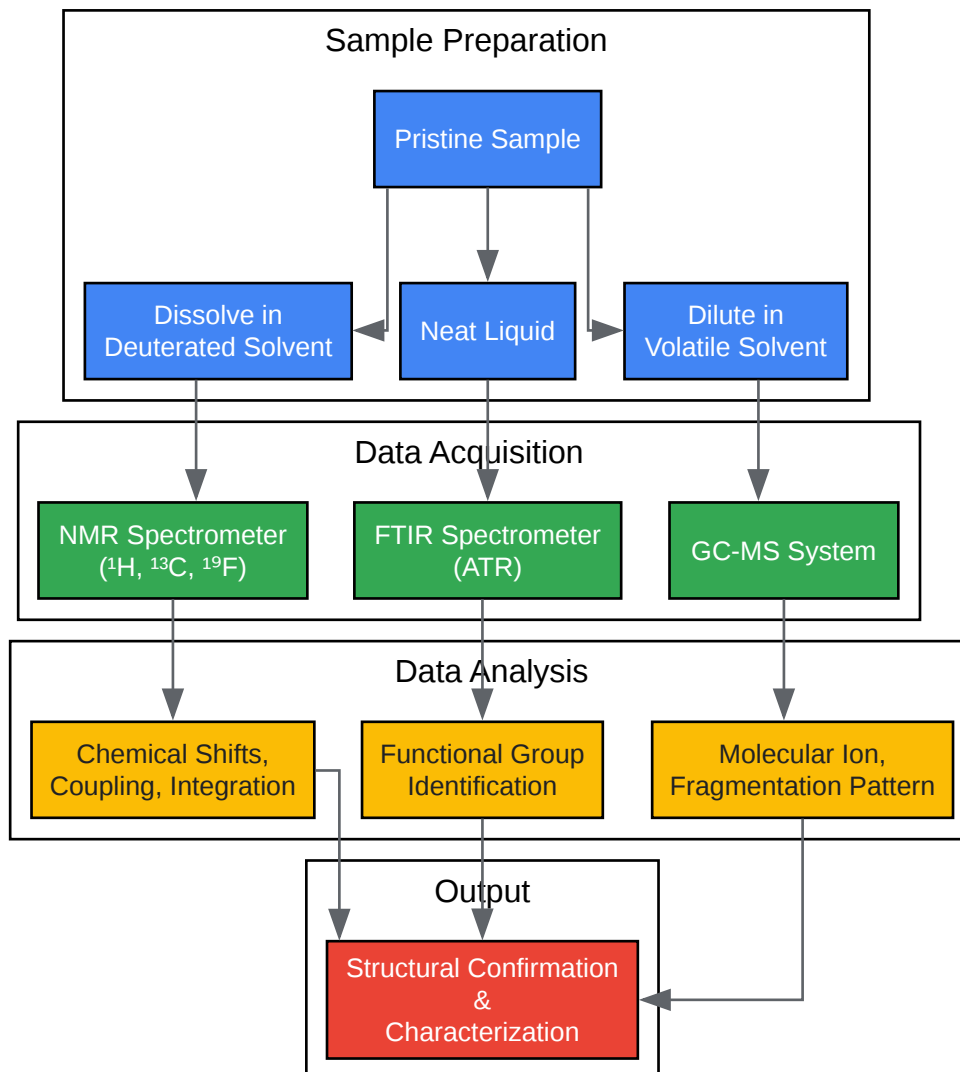 Sample Preparation
Pristine Sample
Dissolve in
Deuterated Solvent
Neat Liquid
Dilute in
Volatile Solvent
Data Acquisition
NMR Spectrometer
(¹H, ¹³C, ¹⁹F)
FTIR Spectrometer
(ATR)
GC-MS System
Data Analysis
Chemical Shifts,
Coupling, Integration
Functional Group
Identification
Molecular Ion,
Fragmentation Pattern
Output
Structural Confirmation
&
Characterization